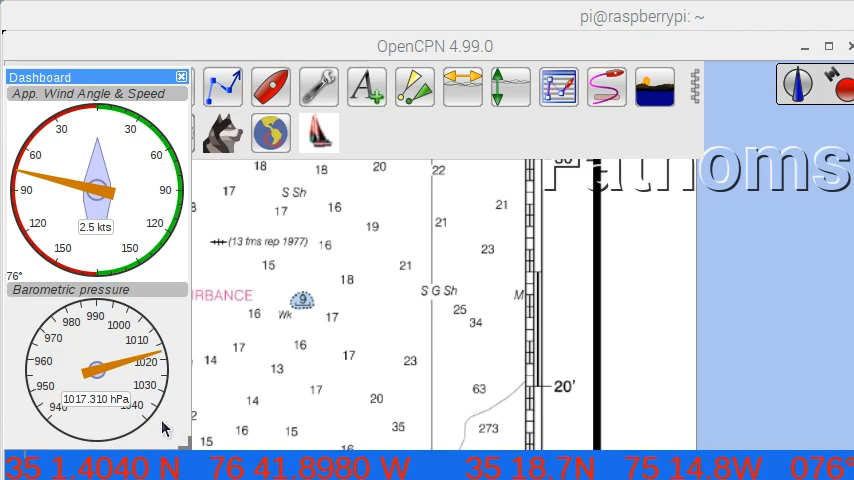 pi@raspberrypi: ~
OpenCPN 4.99.0
Dashboard
App. Wind Angle & Speed
30 30
60 60
90 90
120 120
150 150
2.5 kts
76°
Barometric pressure
990
980 1000
970 1010
960 1020
950 1030
1017.310 hPa
Fathoms
18 18 20 22
17 S Sh
17 16 21
19 21
(13 fms rep 1977) 16 23
15 21
18
RBANCE 9 S G Sh M
16 Wk 17 25
34
17 16
14 17 23
13
20'
17 63
14 20
15 16 15 35 273
35 1.4040 N 76 41.8980 W 35 18.7N 75 14.8W 076°